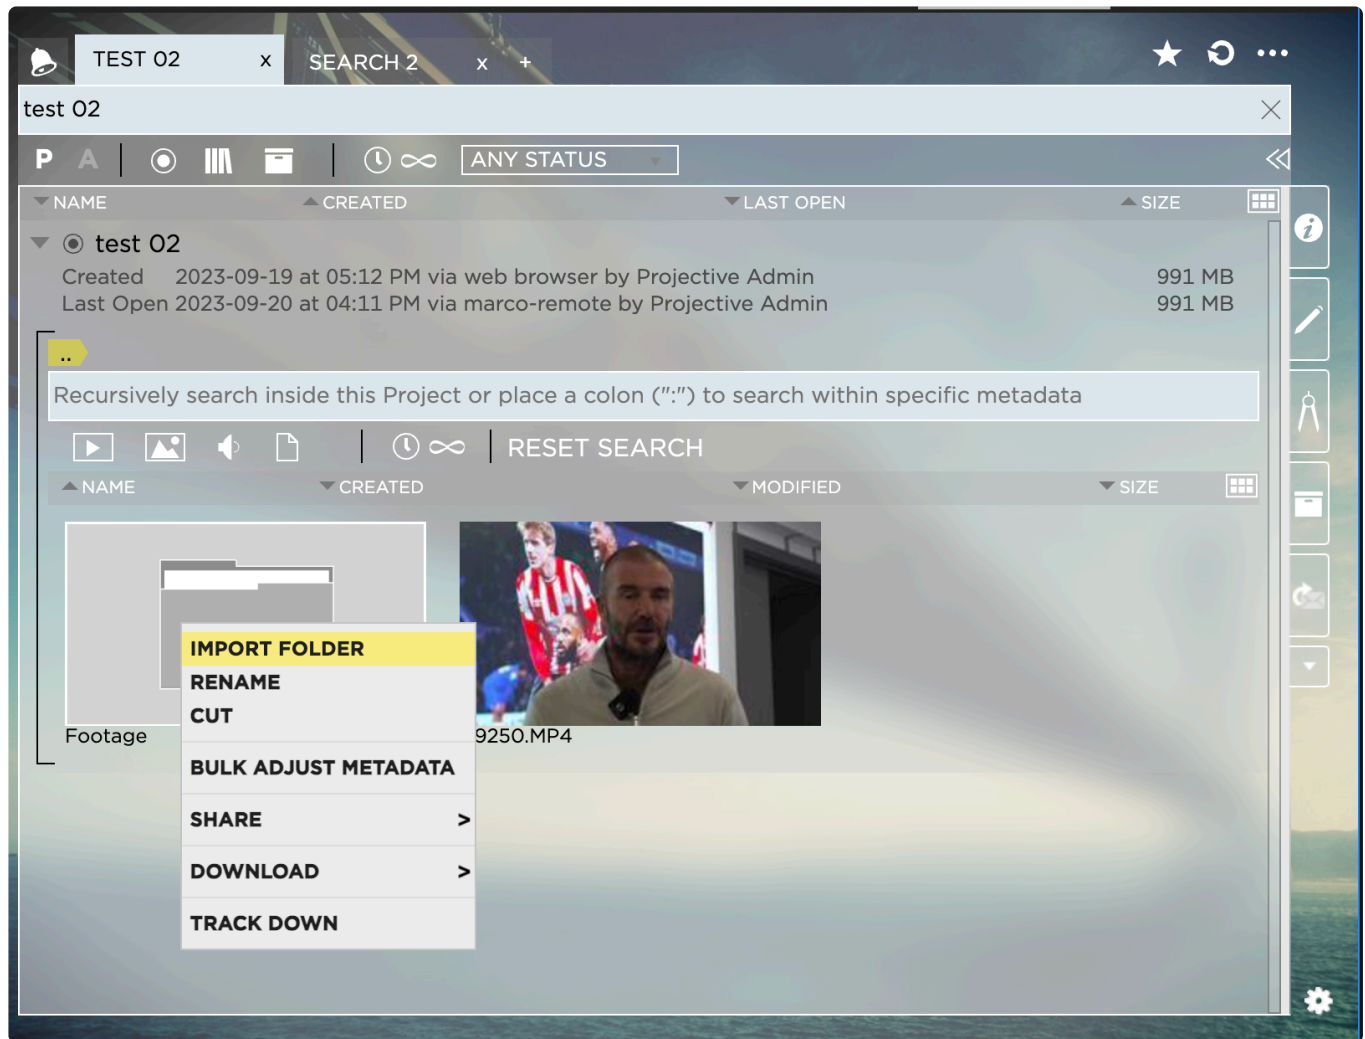 TEST 02 x SEARCH 2 x +
test 02
P A ANY STATUS
NAME CREATED LAST OPEN SIZE
test 02
Created 2023-09-19 at 05:12 PM via web browser by Projective Admin 991 MB
Last Open 2023-09-20 at 04:11 PM via marco-remote by Projective Admin 991 MB
..
Recursively search inside this Project or place a colon (":") to search within specific metadata
RESET SEARCH
NAME CREATED MODIFIED SIZE
Footage 9250.MP4
IMPORT FOLDER
RENAME
CUT
BULK ADJUST METADATA
SHARE >
DOWNLOAD >
TRACK DOWN